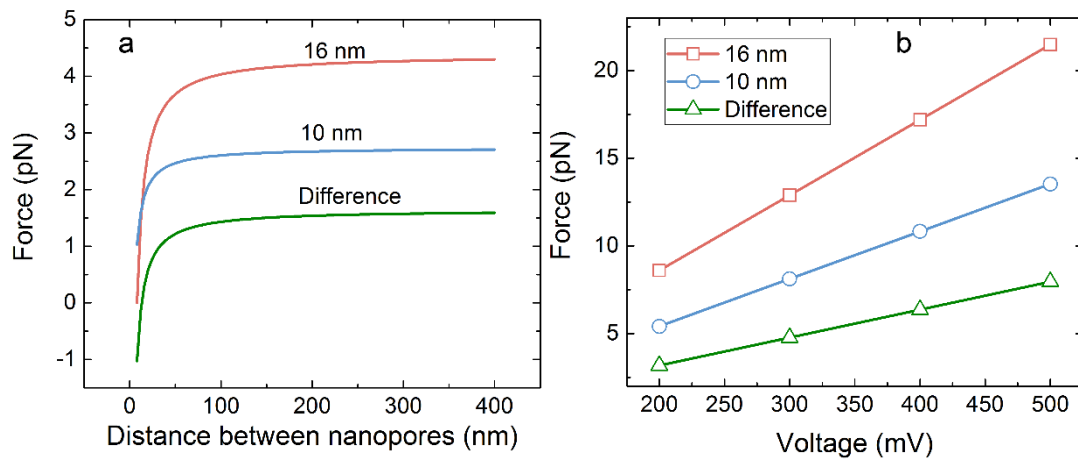 a
5
4
3
2
1
0
-1
Force (pN)
16 nm
10 nm
Difference
0 100 200 300 400
Distance between nanopores (nm)
b
20
15
10
5
Force (pN)
16 nm
10 nm
Difference
200 250 300 350 400 450 500
Voltage (mV)